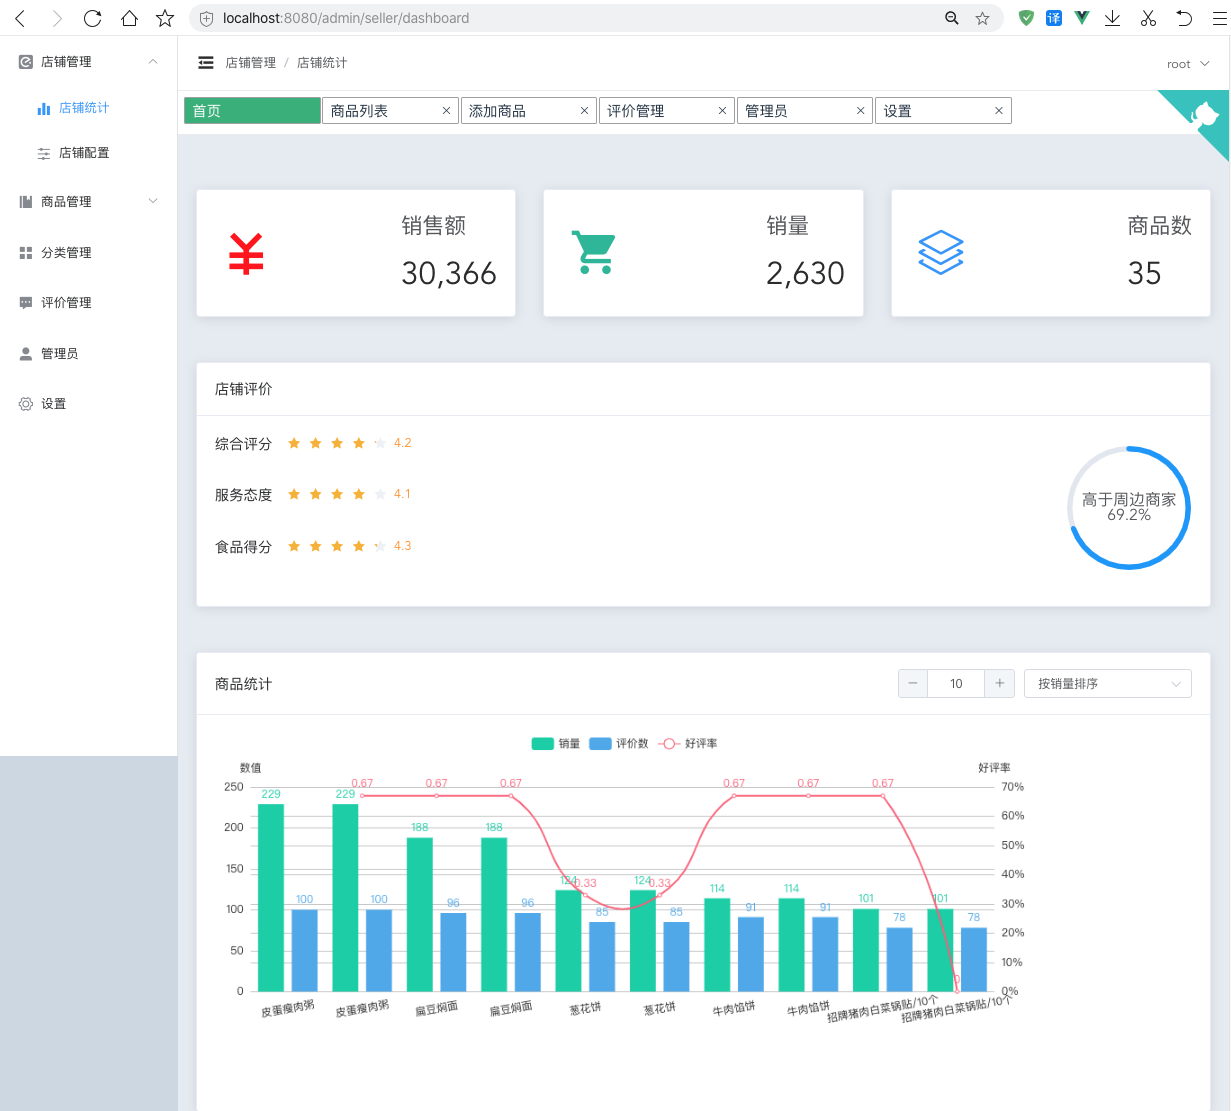 localhost:8080/admin/seller/dashboard
译
店铺管理
店铺统计
店铺配置
商品管理
分类管理
评价管理
管理员
设置
店铺管理 / 店铺统计
root
首页
商品列表 ×
添加商品 ×
评价管理 ×
管理员 ×
设置 ×
销售额
30,366
销量
2,630
商品数
35
店铺评价
综合评分 4.2
服务态度 4.1
食品得分 4.3
高于周边商家
69.2%
商品统计
10
按销量排序
销量 评价数 好评率
数值 好评率
250
200
150
100
50
0
70%
60%
50%
40%
30%
20%
10%
0%
0.67 0.67 0.67 0.33 0.33 0.67 0.67 0.67 0
229 229 188 188 124 124 114 114 101 101
100 100 96 96 85 85 91 91 78 78
皮蛋瘦肉粥
皮蛋瘦肉粥
扁豆焖面
扁豆焖面
葱花饼
葱花饼
牛肉馅饼
牛肉馅饼
招牌猪肉白菜锅贴/10个
招牌猪肉白菜锅贴/10个